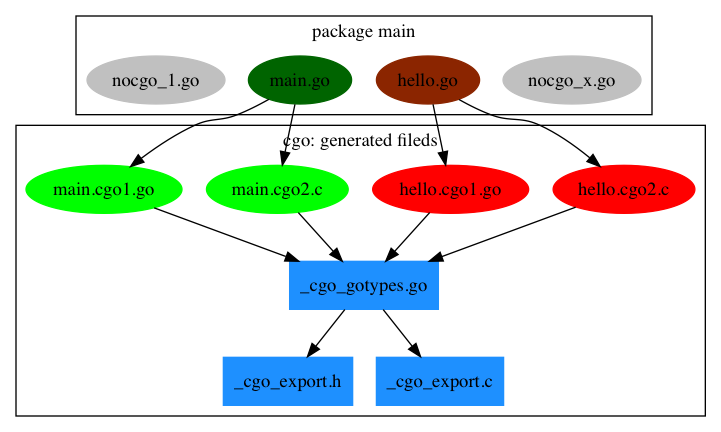 package main
nocgo_1.go
main.go
hello.go
nocgo_x.go
cgo: generated fileds
main.cgo1.go
main.cgo2.c
hello.cgo1.go
hello.cgo2.c
_cgo_gotypes.go
_cgo_export.h
_cgo_export.c